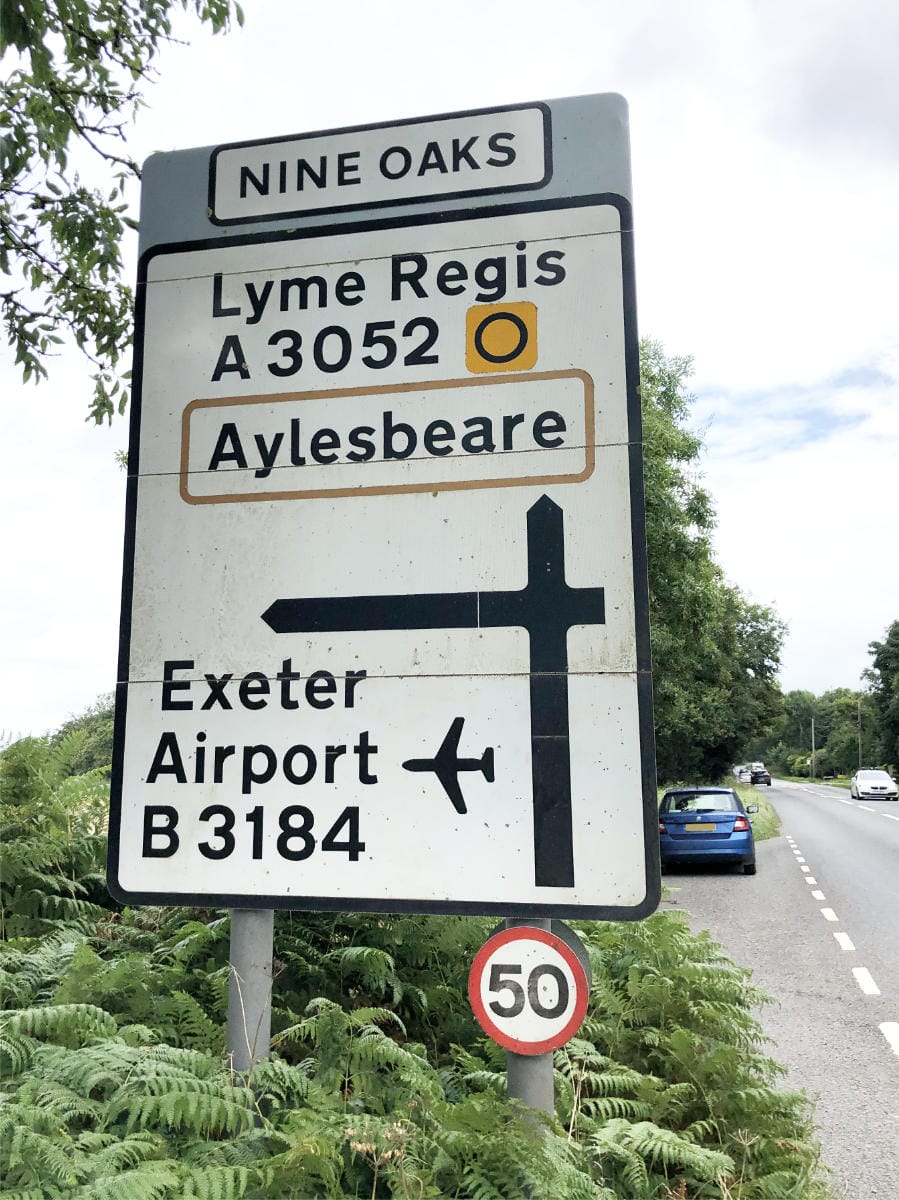 NINE OAKS
Lyme Regis
A 3052
Aylesbeare
Exeter
Airport
B 3184
50